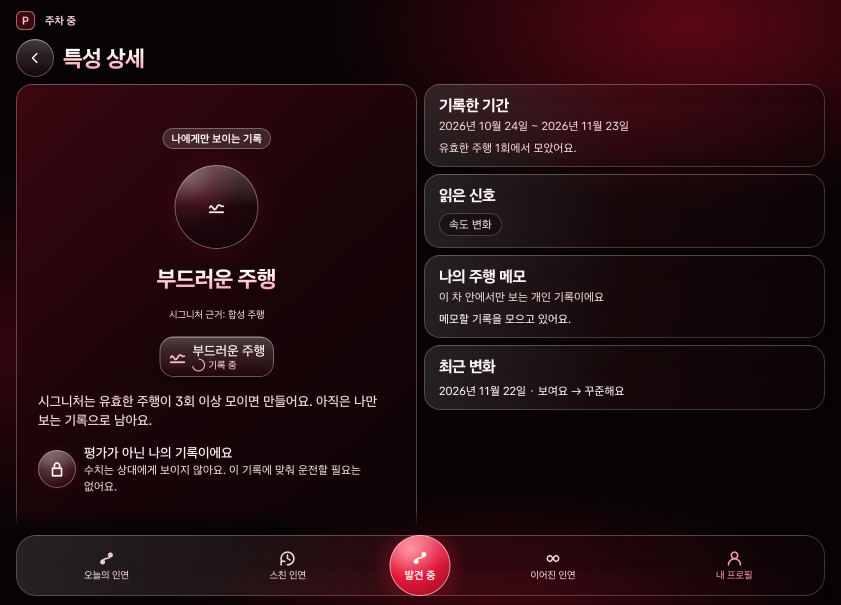 P 주차 중
특성 상세
나에게만 보이는 기록
부드러운 주행
시그니처 근거: 합성 주행
부드러운 주행
기록 중
시그니처는 유효한 주행이 3회 이상 모이면 만들어요. 아직은 나만
보는 기록으로 남아요.
평가가 아닌 나의 기록이에요
수치는 상대에게 보이지 않아요. 이 기록에 맞춰 운전할 필요는
없어요.
기록한 기간
2026년 10월 24일 ~ 2026년 11월 23일
유효한 주행 1회에서 모았어요.
읽은 신호
속도 변화
나의 주행 메모
이 차 안에서만 보는 개인 기록이에요
메모할 기록을 모으고 있어요.
최근 변화
2026년 11월 22일 · 보여요 → 꾸준해요
오늘의 인연
스친 인연
발견 중
이어진 인연
내 프로필